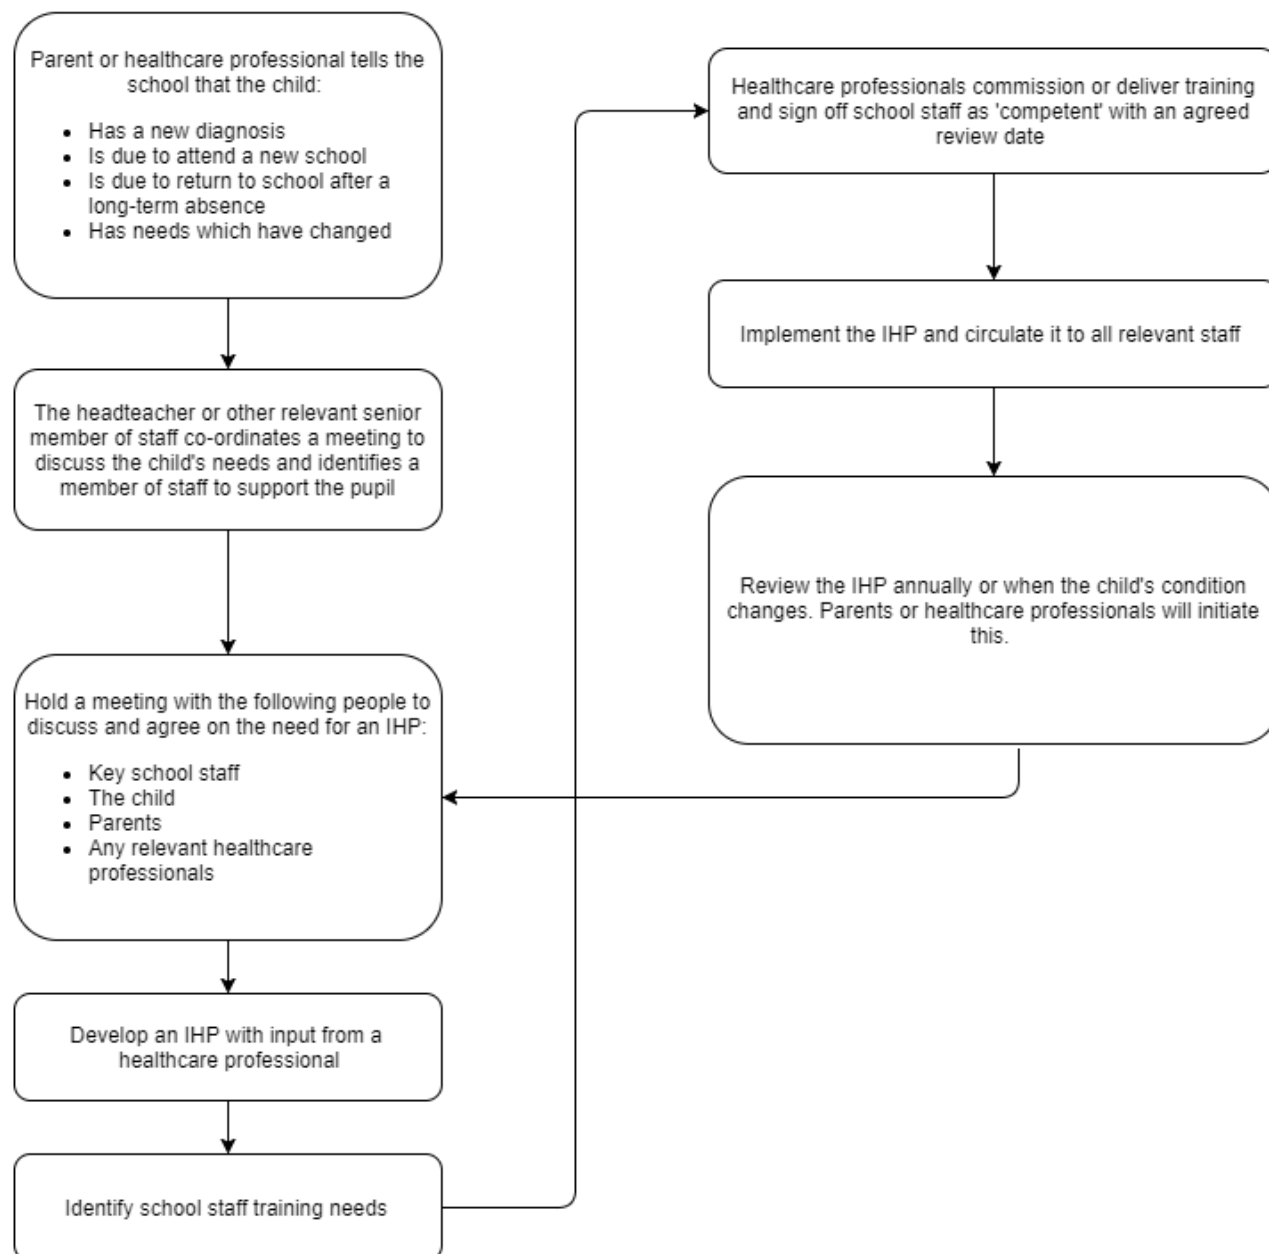 Parent or healthcare professional tells the
school that the child:
Has a new diagnosis
Is due to attend a new school
Is due to return to school after a
long-term absence
Has needs which have changed
The headteacher or other relevant senior
member of staff co-ordinates a meeting to
discuss the child's needs and identifies a
member of staff to support the pupil
Hold a meeting with the following people to
discuss and agree on the need for an IHP:
Key school staff
The child
Parents
Any relevant healthcare
professionals
Develop an IHP with input from a
healthcare professional
Identify school staff training needs
Healthcare professionals commission or deliver training
and sign off school staff as 'competent' with an agreed
review date
Implement the IHP and circulate it to all relevant staff
Review the IHP annually or when the child's condition
changes. Parents or healthcare professionals will initiate
this.